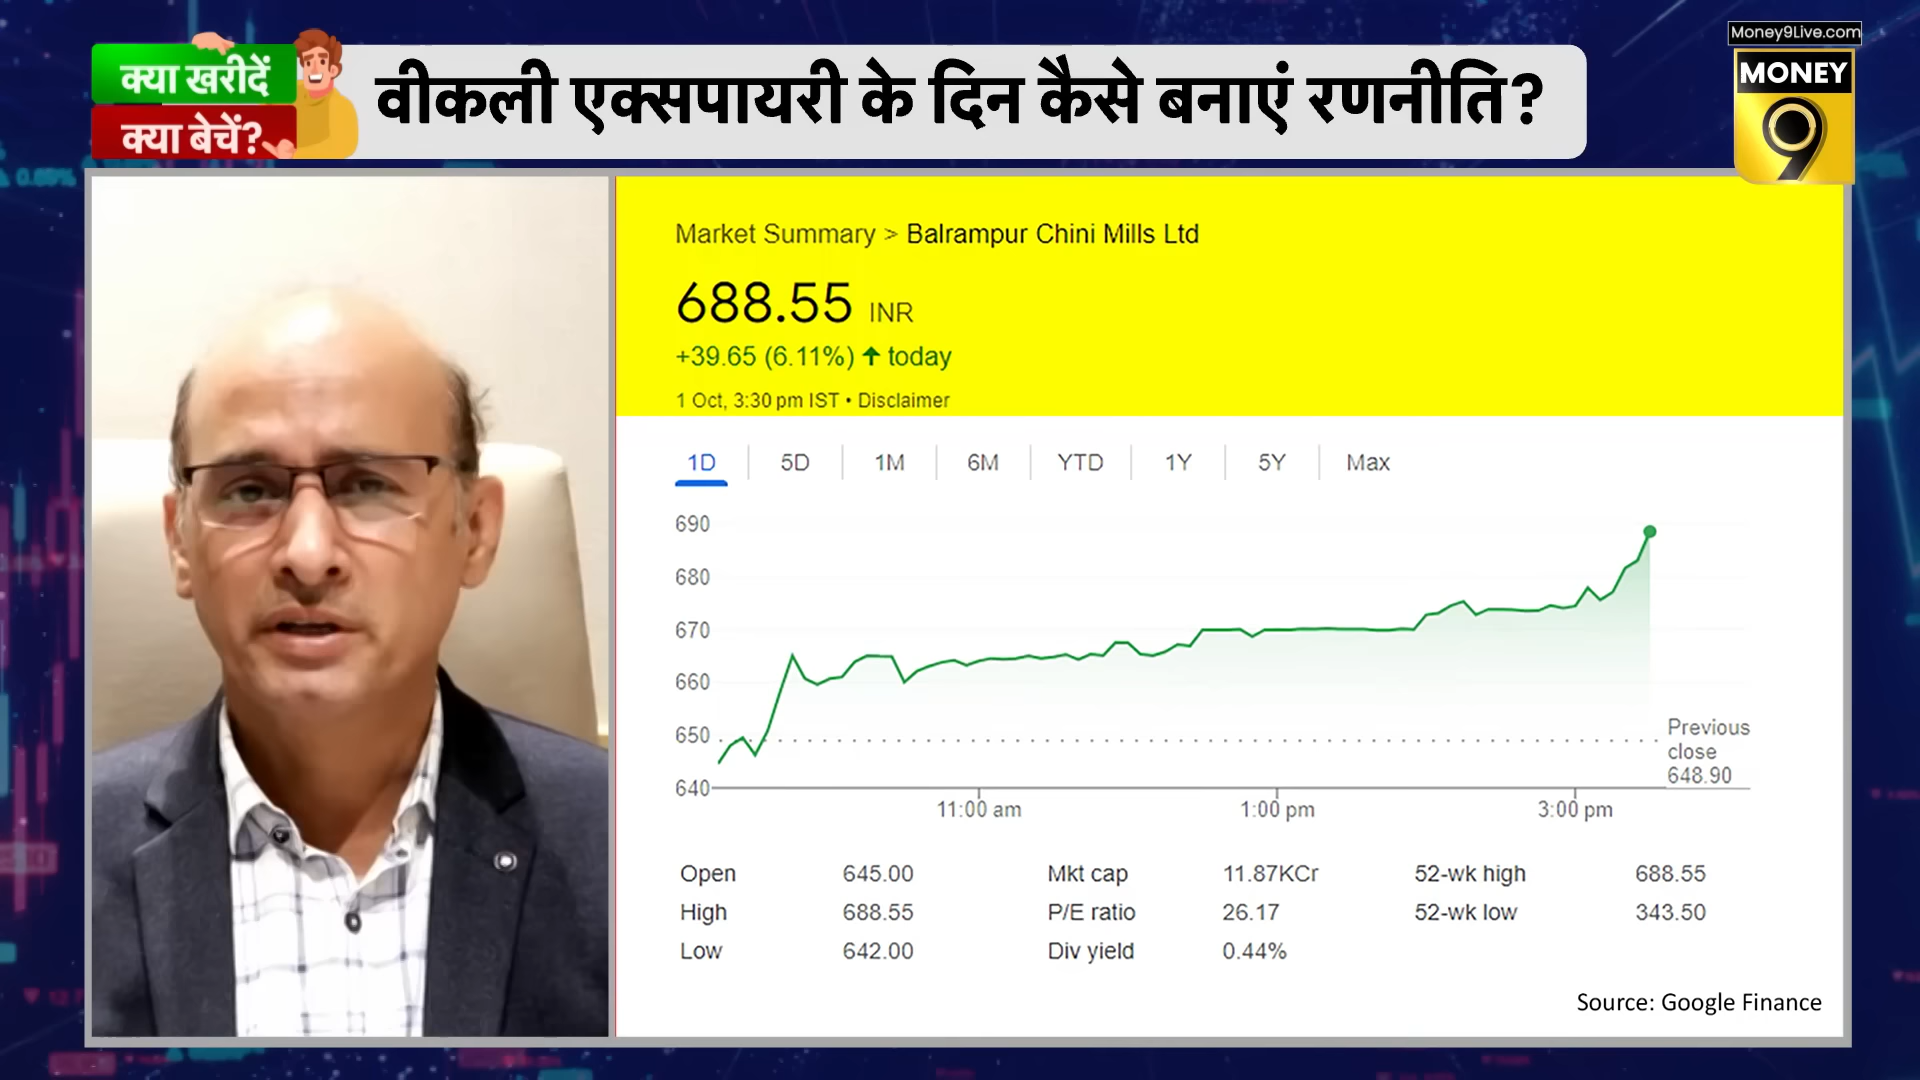 Money9Live.com
MONEY
9
क्या खरीदें
क्या बेचें?
वीकली एक्सपायरी के दिन कैसे बनाएं रणनीति?
Market Summary > Balrampur Chini Mills Ltd
688.55 INR
+39.65 (6.11%) ↑ today
1 Oct, 3:30 pm IST • Disclaimer
1D 5D 1M 6M YTD 1Y 5Y Max
690
680
670
660
650
640
Previous
close
648.90
11:00 am 1:00 pm 3:00 pm
Open 645.00 Mkt cap 11.87KCr 52-wk high 688.55
High 688.55 P/E ratio 26.17 52-wk low 343.50
Low 642.00 Div yield 0.44%
Source: Google Finance